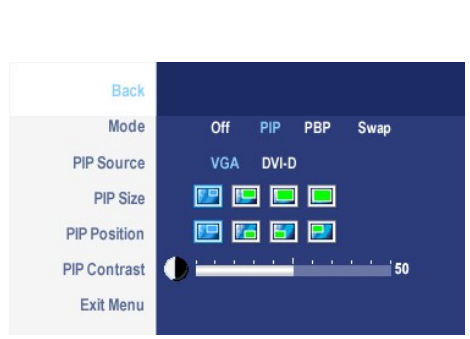 Back
Mode Off PIP PBP Swap
PIP Source VGA DVI-D
PIP Size
PIP Position
PIP Contrast 50
Exit Menu